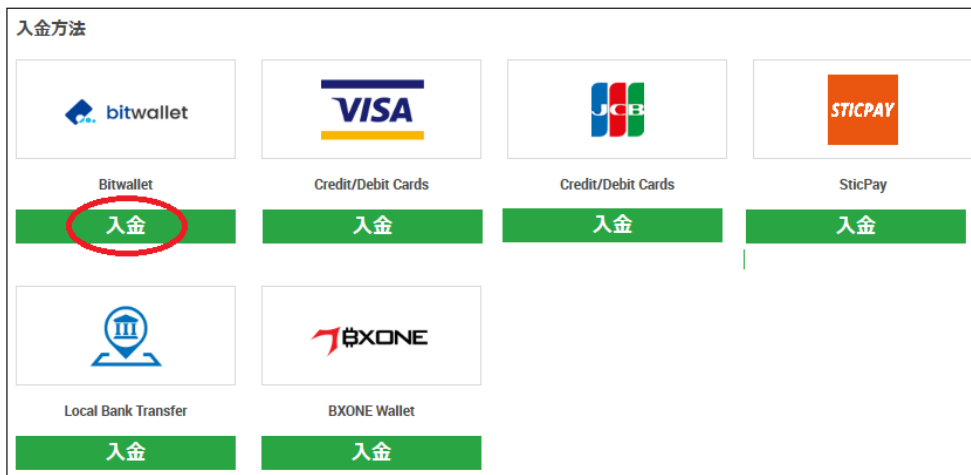 入金方法
bitwallet
VISA
JCB
STICPAY
Bitwallet
Credit/Debit Cards
Credit/Debit Cards
SticPay
入金
入金
入金
入金
BXONE
Local Bank Transfer
BXONE Wallet
入金
入金